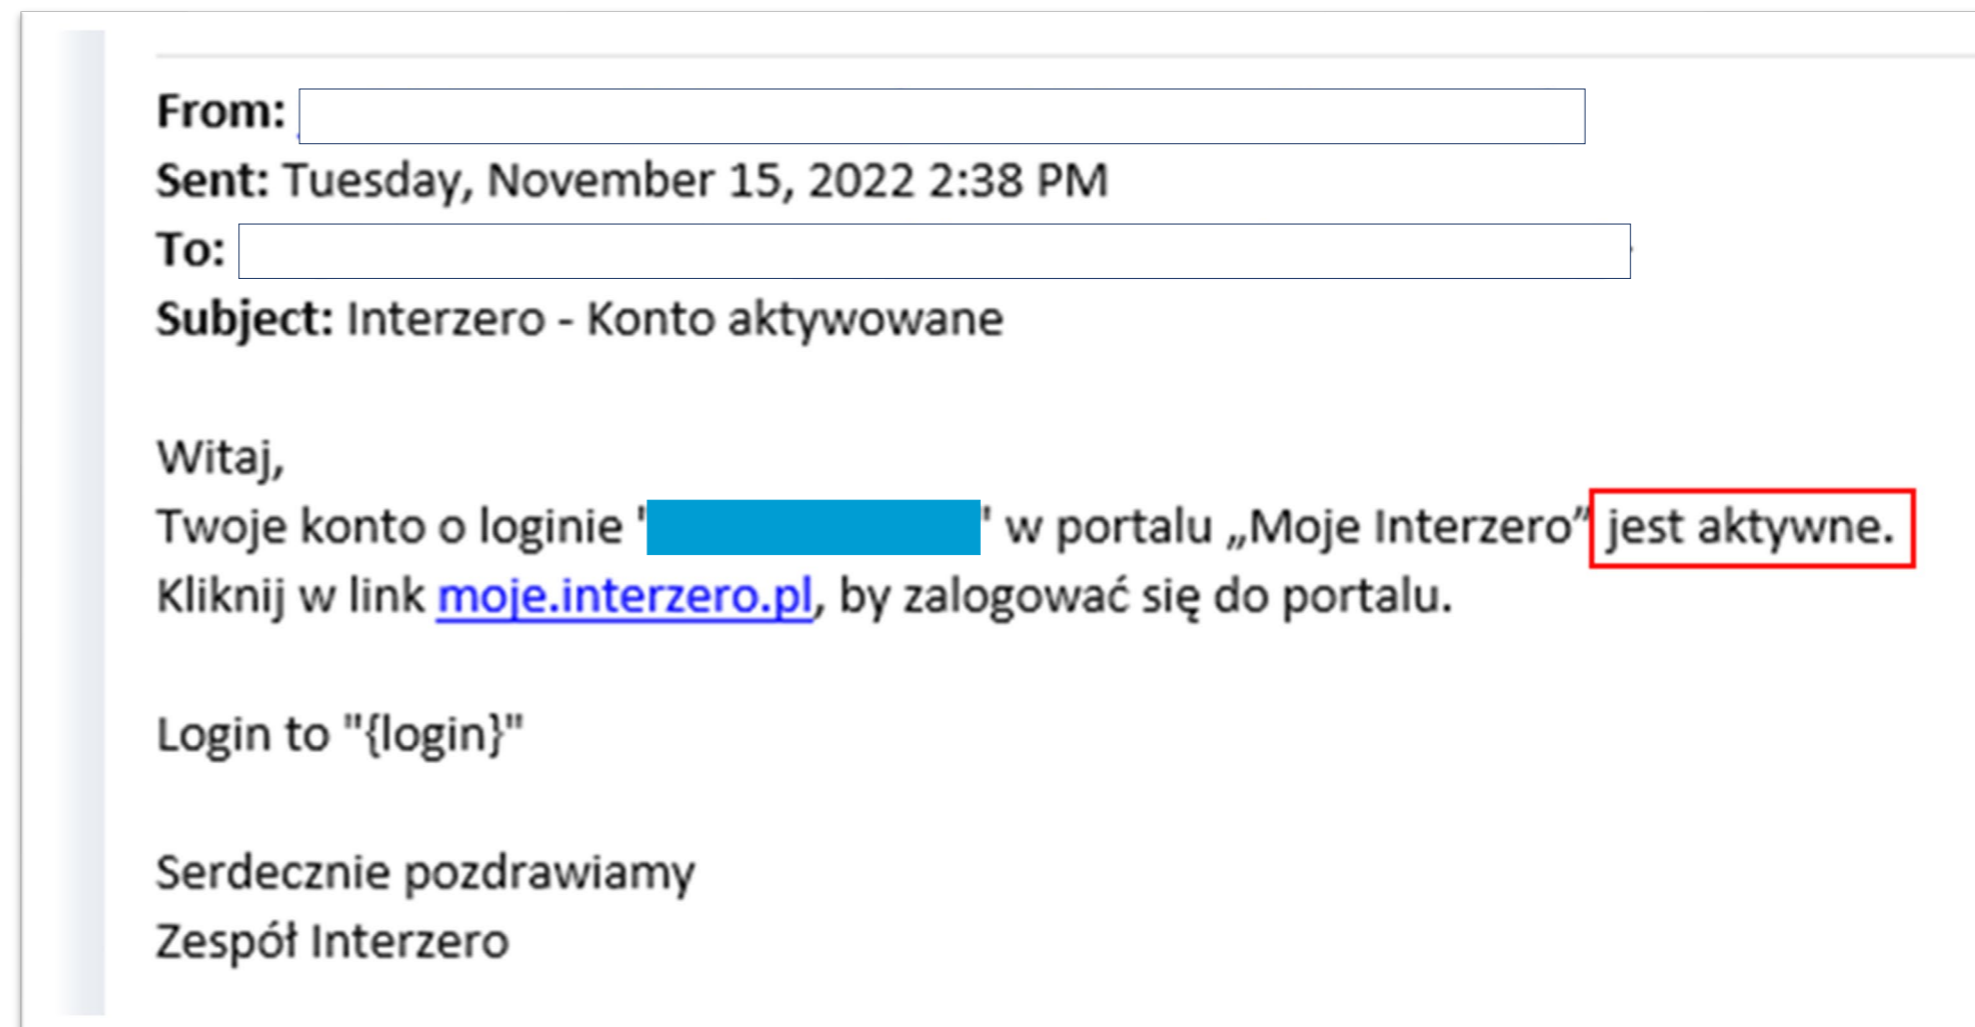 From:
Sent: Tuesday, November 15, 2022 2:38 PM
To:
Subject: Interzero - Konto aktywowane
Witaj,
Twoje konto o loginie '                ' w portalu „Moje Interzero” jest aktywne.
Kliknij w link moje.interzero.pl, by zalogować się do portalu.
Login to "{login}"
Serdecznie pozdrawiamy
Zespół Interzero